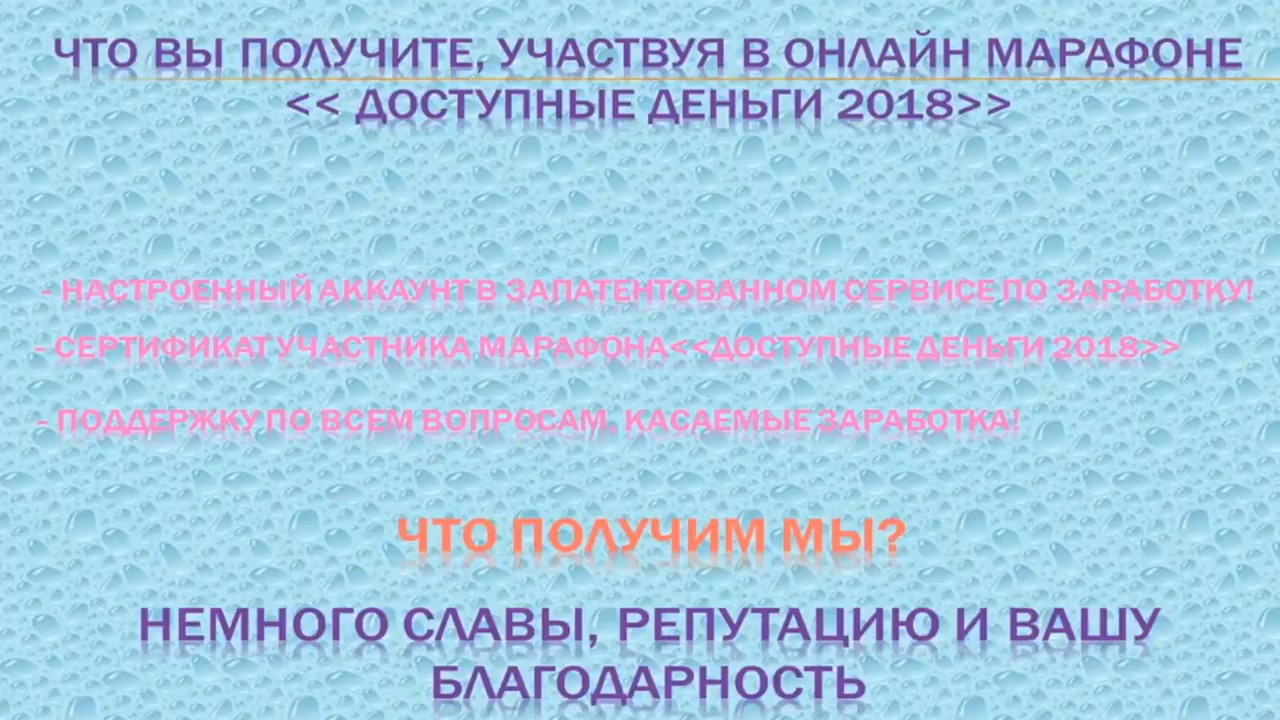 ЧТО ВЫ ПОЛУЧИТЕ, УЧАСТВУЯ В ОНЛАЙН МАРАФОНЕ
<< ДОСТУПНЫЕ ДЕНЬГИ 2018>>
- НАСТРОЕННЫЙ АККАУНТ В ЗАПАТЕНТОВАННОМ СЕРВИСЕ ПО ЗАРАБОТКУ!
- СЕРТИФИКАТ УЧАСТНИКА МАРАФОНА<<ДОСТУПНЫЕ ДЕНЬГИ 2018>>
- ПОДДЕРЖКУ ПО ВСЕМ ВОПРОСАМ, КАСАЕМЫЕ ЗАРАБОТКА!
ЧТО ПОЛУЧИМ МЫ?
НЕМНОГО СЛАВЫ, РЕПУТАЦИЮ И ВАШУ
БЛАГОДАРНОСТЬ